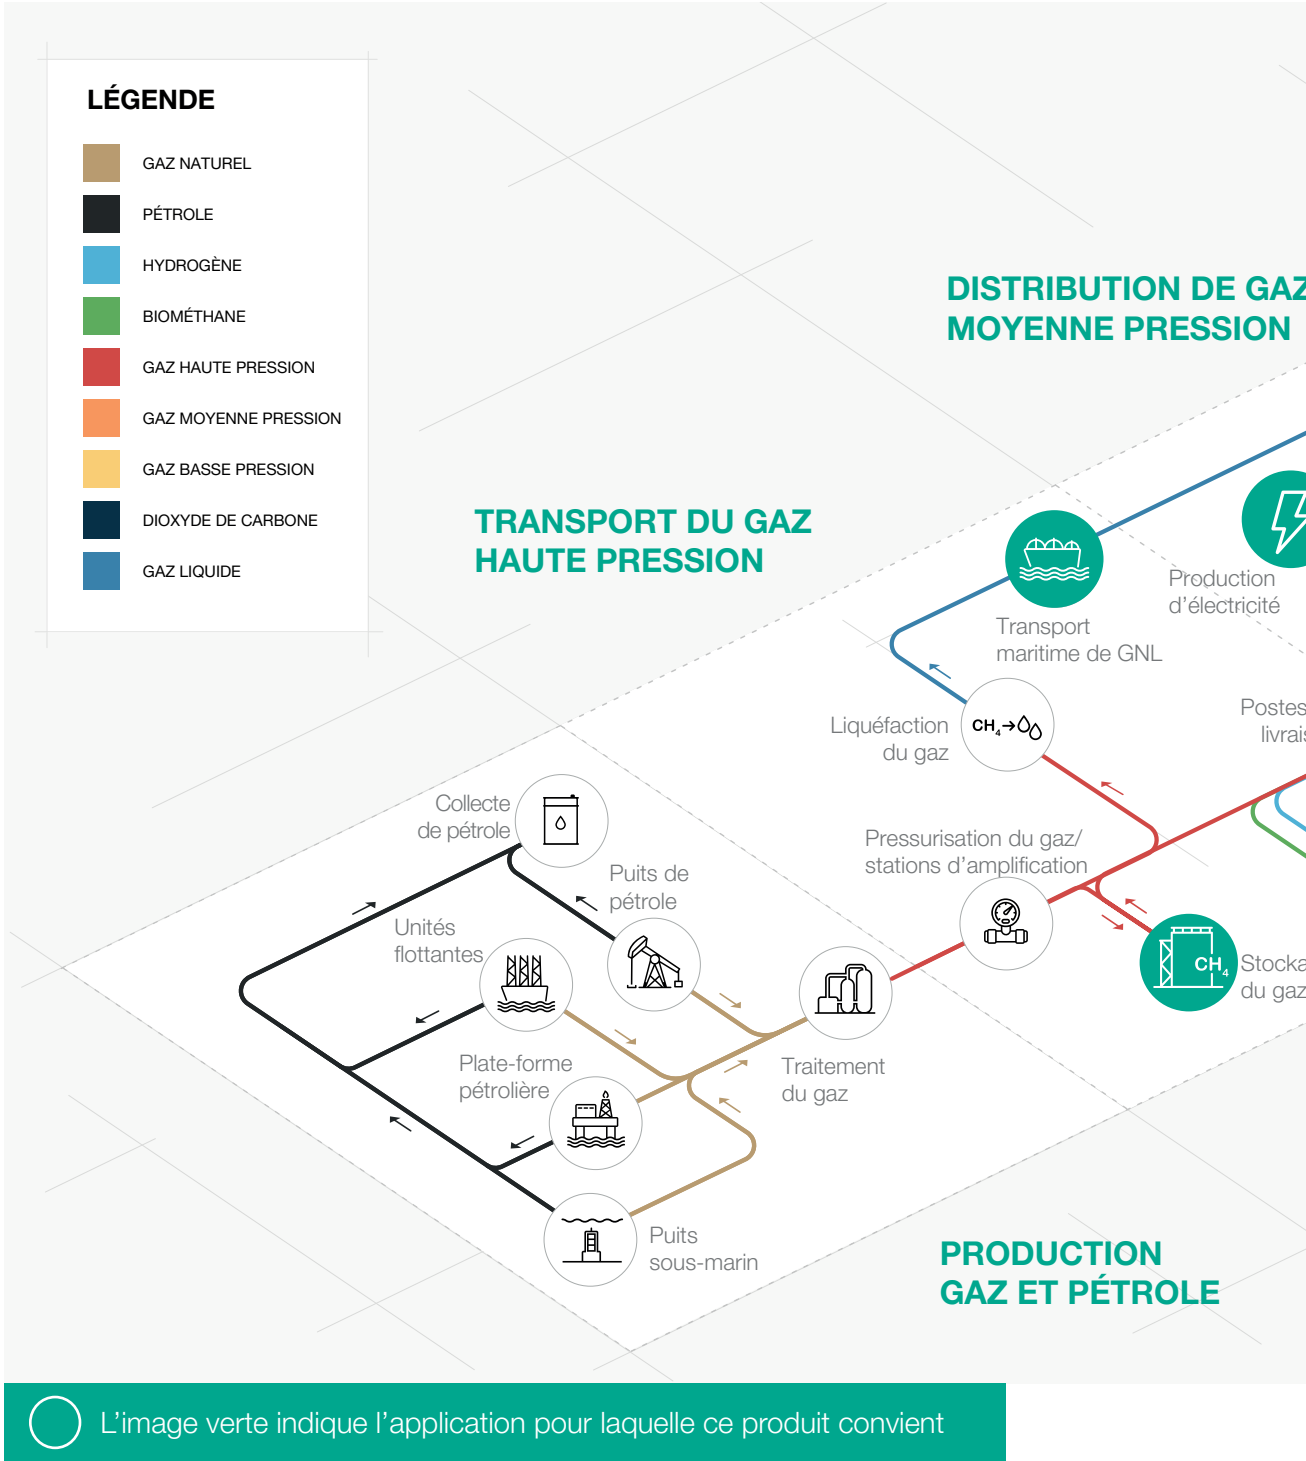 LÉGENDE
GAZ NATUREL
PÉTROLE
HYDROGÈNE
BIOMÉTHANE
GAZ HAUTE PRESSION
GAZ MOYENNE PRESSION
GAZ BASSE PRESSION
DIOXYDE DE CARBONE
GAZ LIQUIDE
DISTRIBUTION DE GAZ
MOYENNE PRESSION
TRANSPORT DU GAZ
HAUTE PRESSION
Production
d’électricité
Transport
maritime de GNL
Postes
Liquéfaction
du gaz
CH₄→
Collecte
de pétrole
Pressurisation du gaz/
stations d’amplification
Puits de
pétrole
Unités
flottantes
CH₄
du gaz
Plate-forme
pétrolière
Traitement
du gaz
Puits
sous-marin
PRODUCTION
GAZ ET PÉTROLE
L’image verte indique l’application pour laquelle ce produit convient